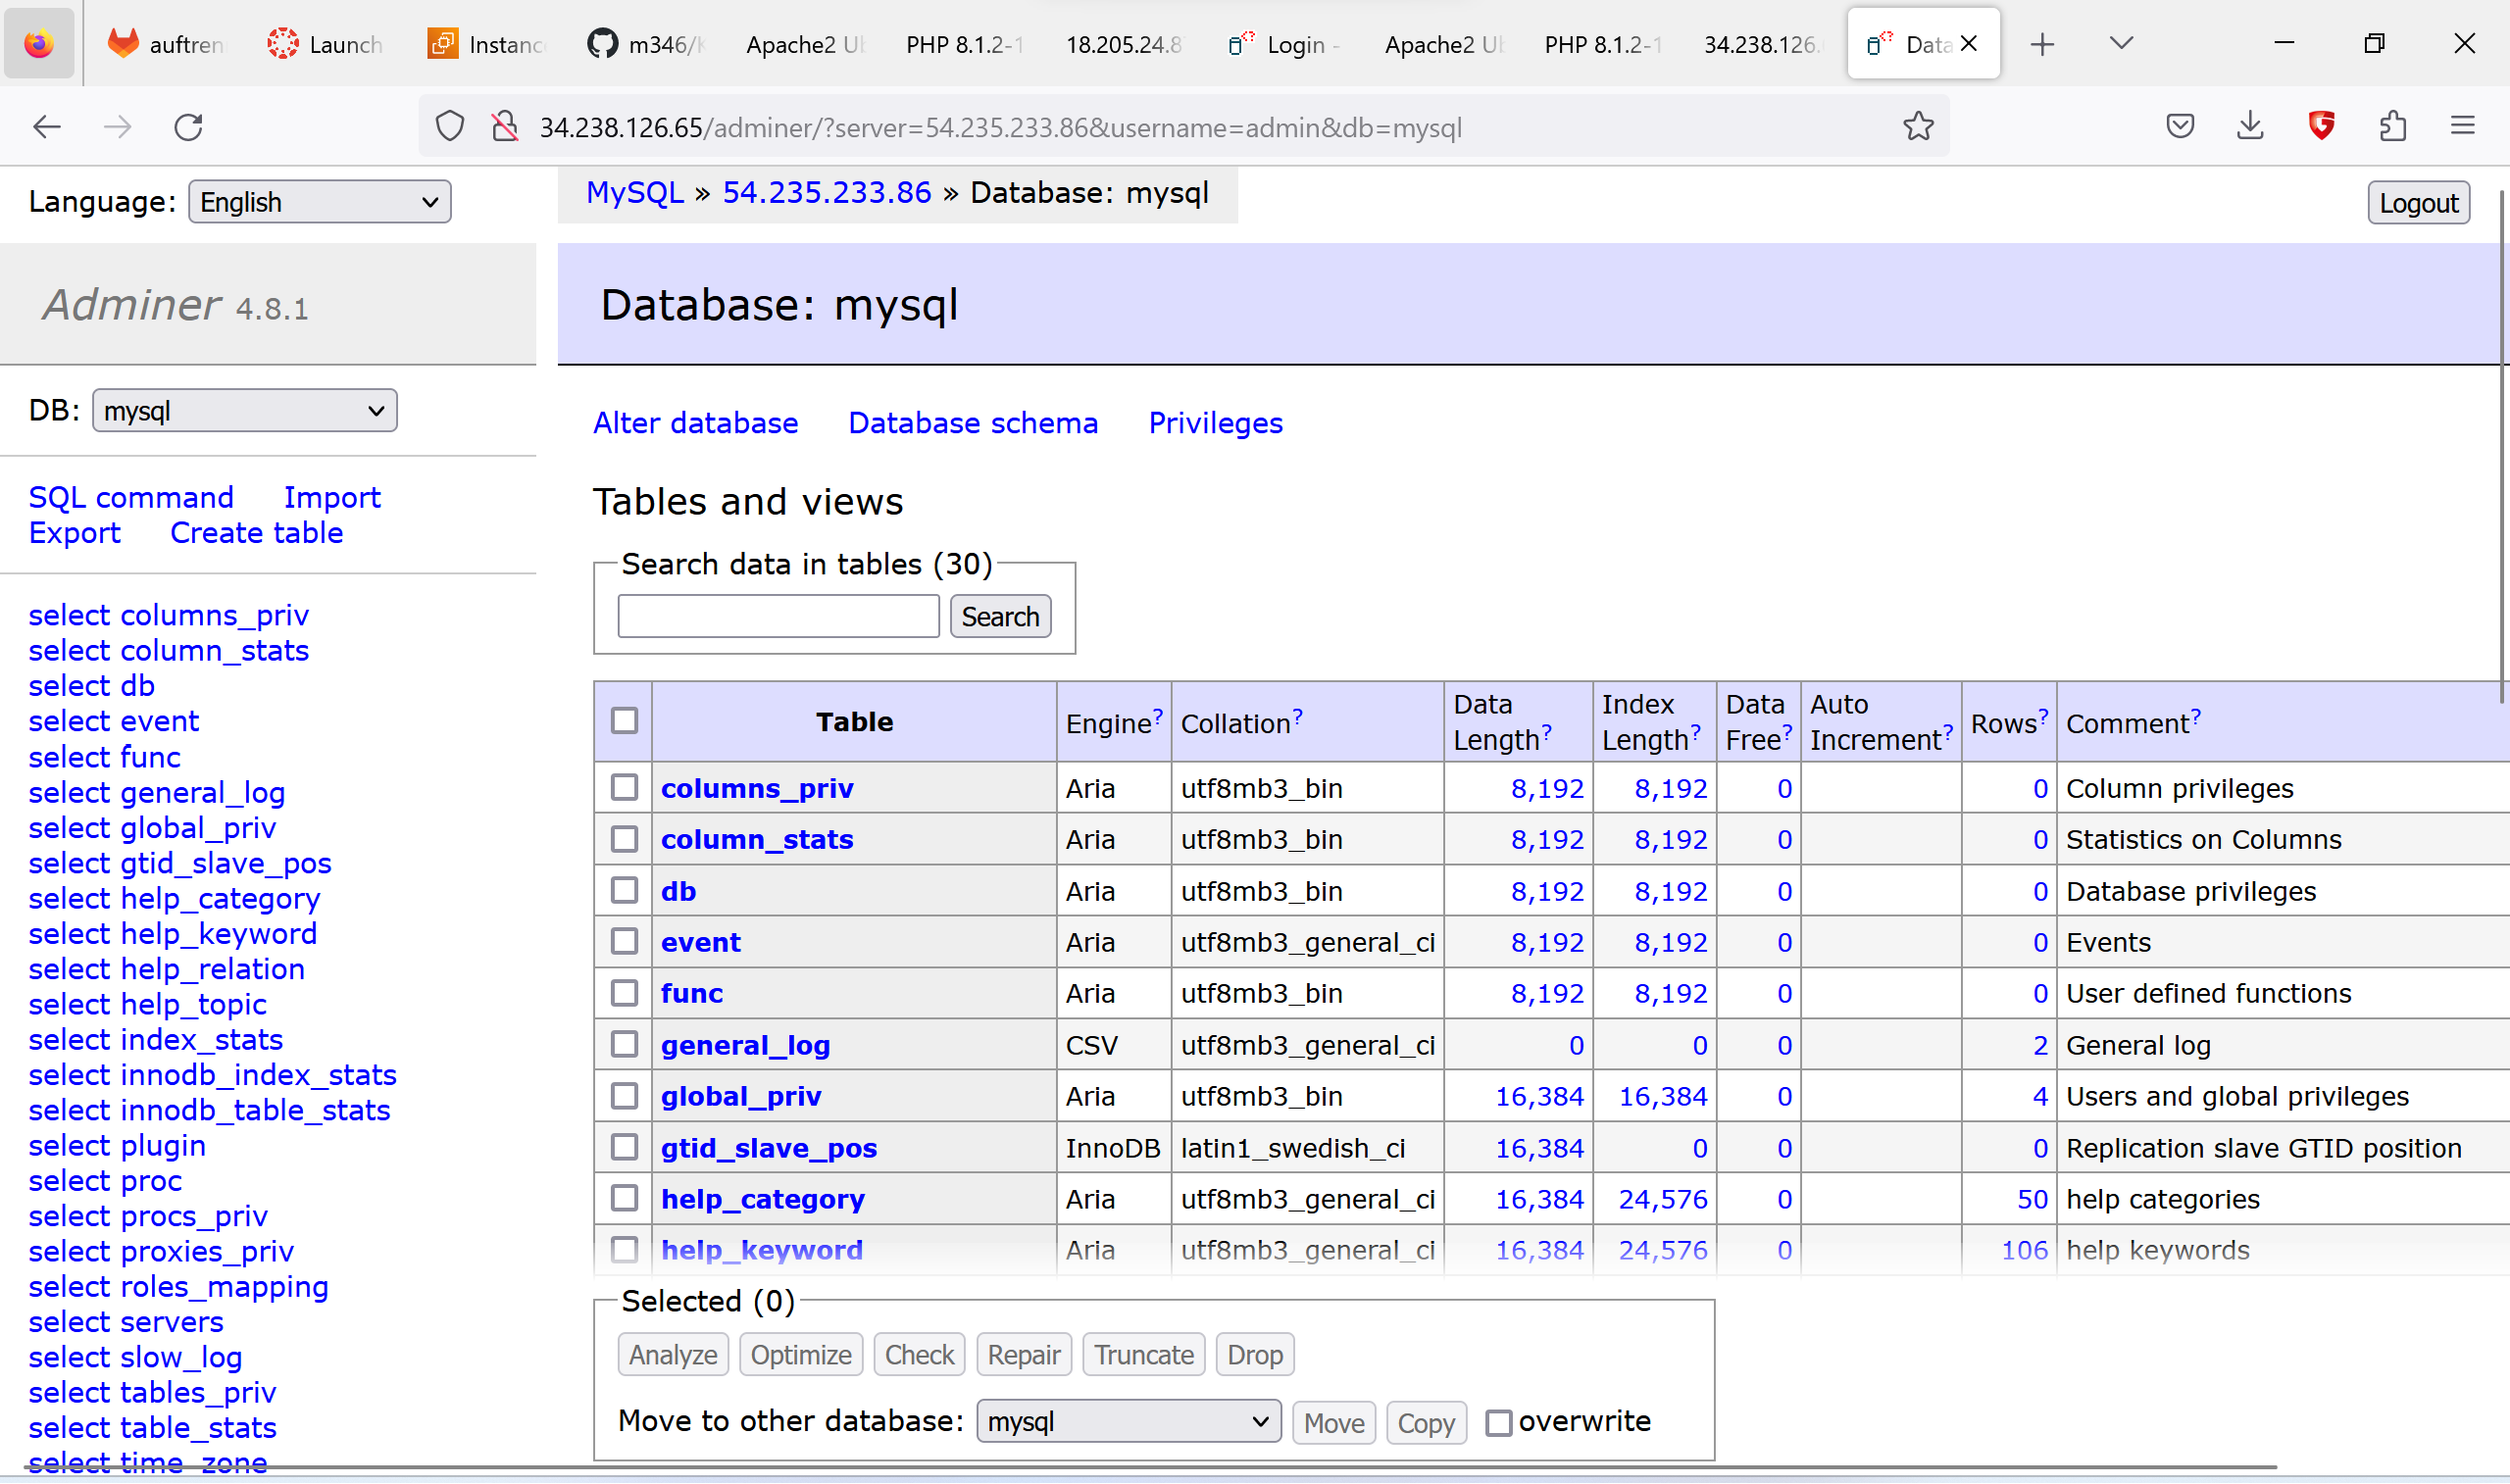 auftren
Launch
Instanc
m346/K
Apache2 Ub
PHP 8.1.2-1
18.205.24.87
Login -
Apache2 Ub
PHP 8.1.2-1
34.238.126.
Data
34.238.126.65/adminer/?server=54.235.233.86&username=admin&db=mysql
Language: English
MySQL » 54.235.233.86 » Database: mysql
Logout
Adminer 4.8.1
Database: mysql
DB: mysql
SQL command Import
Export Create table
select columns_priv
select column_stats
select db
select event
select func
select general_log
select global_priv
select gtid_slave_pos
select help_category
select help_keyword
select help_relation
select help_topic
select index_stats
select innodb_index_stats
select innodb_table_stats
select plugin
select proc
select procs_priv
select proxies_priv
select roles_mapping
select servers
select slow_log
select tables_priv
select table_stats
select time_zone
Alter database Database schema Privileges
Tables and views
Search data in tables (30)
Search
Table Engine? Collation? Data Length? Index Length? Data Free? Auto Increment? Rows? Comment?
columns_priv Aria utf8mb3_bin 8,192 8,192 0 0 Column privileges
column_stats Aria utf8mb3_bin 8,192 8,192 0 0 Statistics on Columns
db Aria utf8mb3_bin 8,192 8,192 0 0 Database privileges
event Aria utf8mb3_general_ci 8,192 8,192 0 0 Events
func Aria utf8mb3_bin 8,192 8,192 0 0 User defined functions
general_log CSV utf8mb3_general_ci 0 0 0 2 General log
global_priv Aria utf8mb3_bin 16,384 16,384 0 4 Users and global privileges
gtid_slave_pos InnoDB latin1_swedish_ci 16,384 0 0 0 Replication slave GTID position
help_category Aria utf8mb3_general_ci 16,384 24,576 0 50 help categories
help_keyword Aria utf8mb3_general_ci 16,384 24,576 0 106 help keywords
Selected (0)
Analyze Optimize Check Repair Truncate Drop
Move to other database: mysql Move Copy overwrite